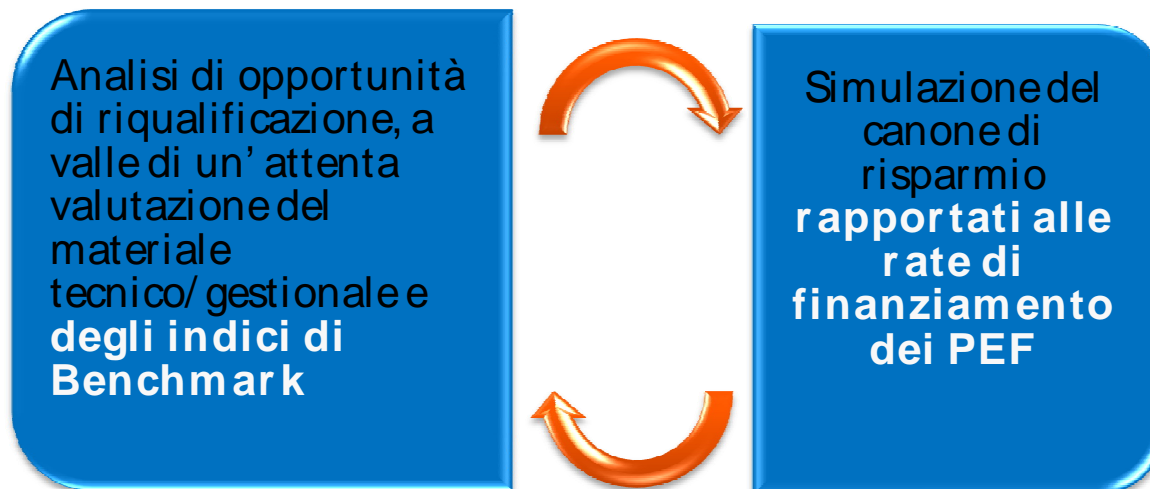 Analisi di opportunità
di riqualificazione, a
valle di un' attenta
valutazione del
materiale
tecnico/ gestionale e
degli indici di
Benchmark
Simulazione del
canone di
risparmio
rapportati alle
rate di
finanziamento
dei PEF